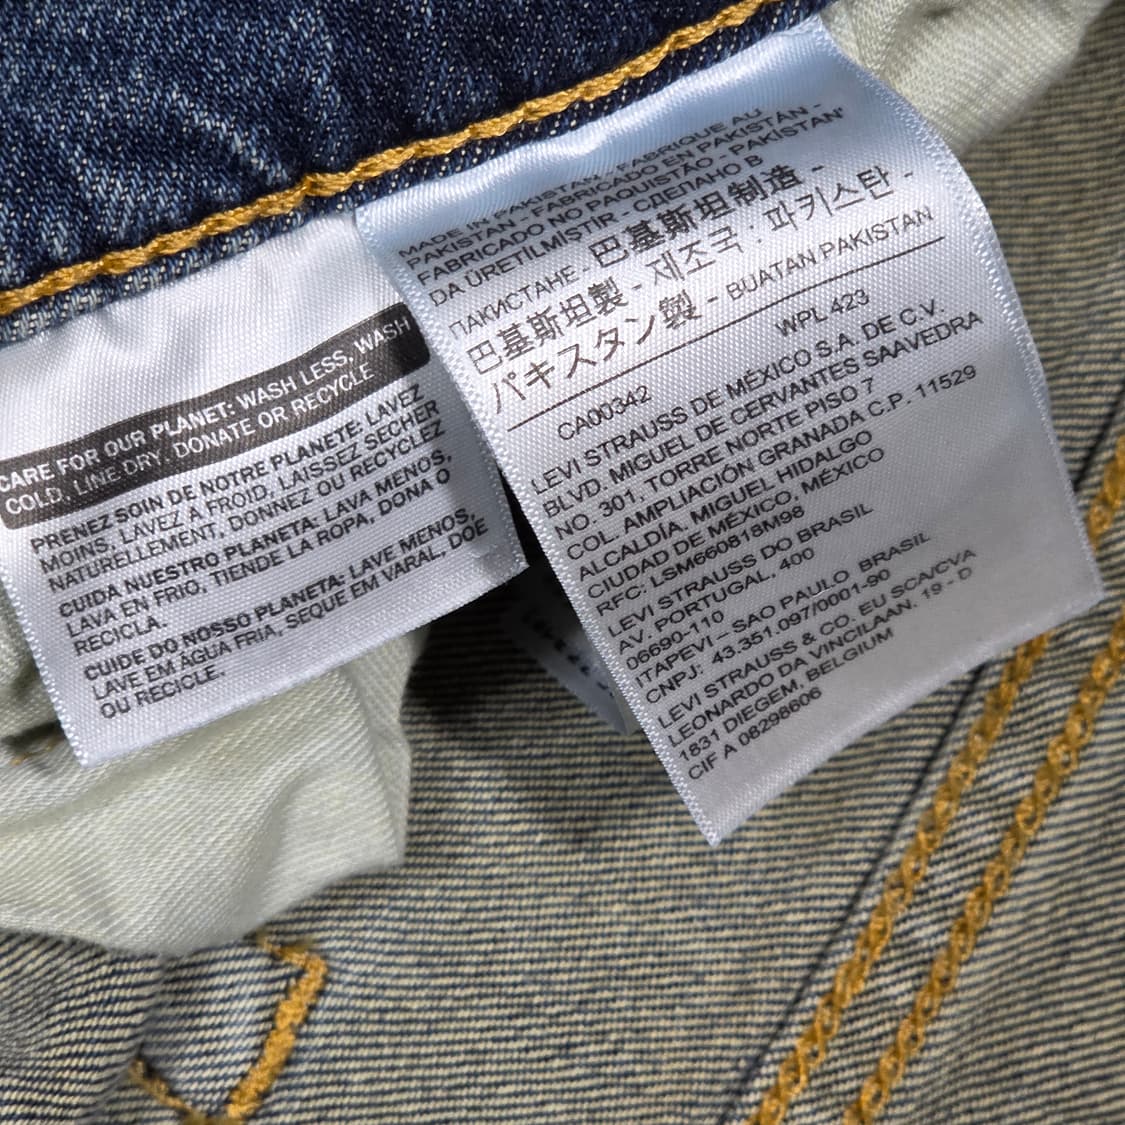 CARE FOR OUR PLANET: WASH LESS, WASH
COLD, LINE DRY, DONATE OR RECYCLE
PRENEZ SOIN DE NOTRE PLANETE: LAVEZ
MOINS, LAVEZ À FROID, LAISSEZ SECHER
NATURELLEMENT, DONNEZ OU RECYCLEZ
CUIDA NUESTRO PLANETA: LAVA MENOS,
LAVA EN FRIO, TIENDE LA ROPA, DONA O
RECICLA.
CUIDE DO NOSSO PLANETA: LAVE MENOS,
LAVE EM AGUA FRIA, SEQUE EM VARAL, DOE
OU RECICLE.
MADE IN PAKISTAN - FABRIQUE AU
PAKISTAN - FABRICADO EN PAKISTÁN -
FABRICADO NO PAQUISTÃO - PAKISTAN'
DA ÜRETILMIŞTIR - СДЕЛАНО В
ПАКИСТАНЕ - 巴基斯坦制造 -
巴基斯坦製 - 제조국 : 파키스탄 -
パキスタン製 - BUATAN PAKISTAN
WPL 423
CA00342
LEVI STRAUSS DE MÉXICO S.A. DE C.V.
BLVD. MIGUEL DE CERVANTES SAAVEDRA
NO. 301, TORRE NORTE PISO 7
COL. AMPLIACIÓN GRANADA C.P. 11529
ALCALDÍA, MIGUEL HIDALGO
CIUDAD DE MÉXICO, MÉXICO
RFC: LSM660818M98
LEVI STRAUSS DO BRASIL
AV. PORTUGAL, 400
06690-110
ITAPEVI – SAO PAULO BRASIL
CNPJ: 43.351.097/0001-90
LEVI STRAUSS & CO. EU SCA/CVA
LEONARDO DA VINCILAAN, 19 - D
1831 DIEGEM, BELGIUM
CIF A 08298606